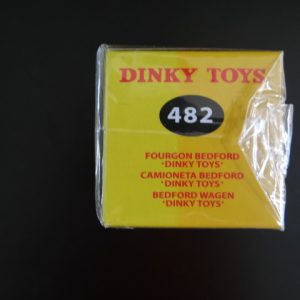 DINKY TOYS
482
FOURGON BEDFORD
'DINKY TOYS'
CAMIONETA BEDFORD
'DINKY TOYS'
BEDFORD WAGEN
'DINKY TOYS'